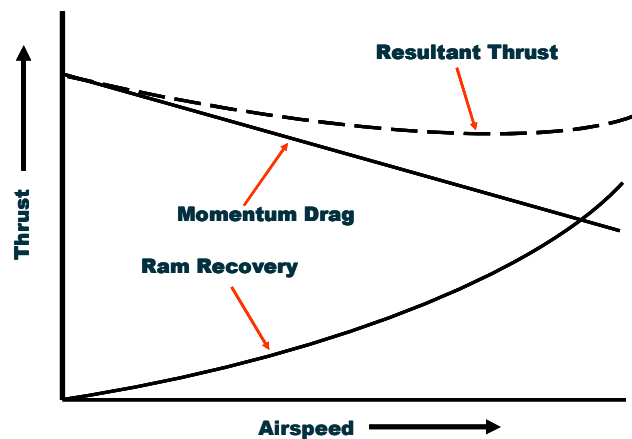 Resultant Thrust
Momentum Drag
Ram Recovery
Thrust
Airspeed